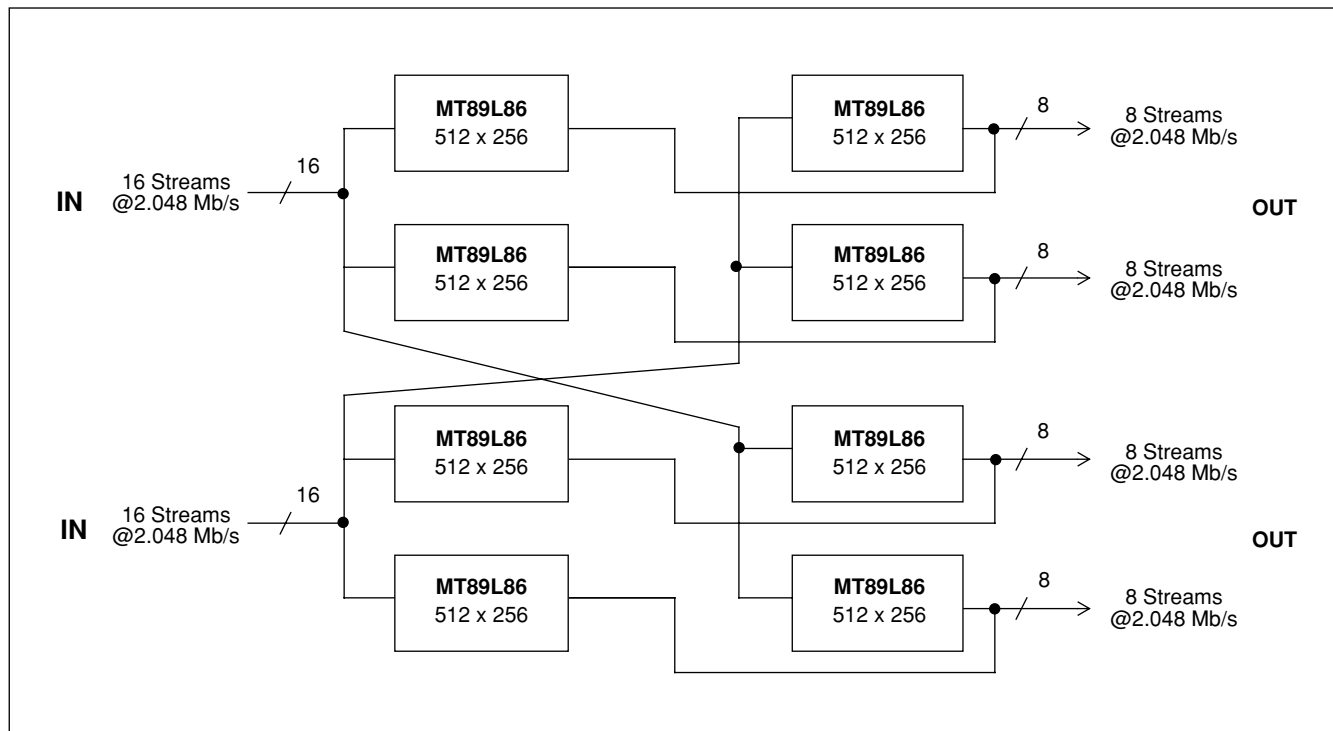 MT89L86
512 x 256
MT89L86
512 x 256
8
8 Streams
@2.048 Mb/s
16
16 Streams
@2.048 Mb/s
IN
OUT
MT89L86
512 x 256
MT89L86
512 x 256
8
8 Streams
@2.048 Mb/s
MT89L86
512 x 256
MT89L86
512 x 256
8
8 Streams
@2.048 Mb/s
16
16 Streams
@2.048 Mb/s
IN
OUT
MT89L86
512 x 256
MT89L86
512 x 256
8
8 Streams
@2.048 Mb/s